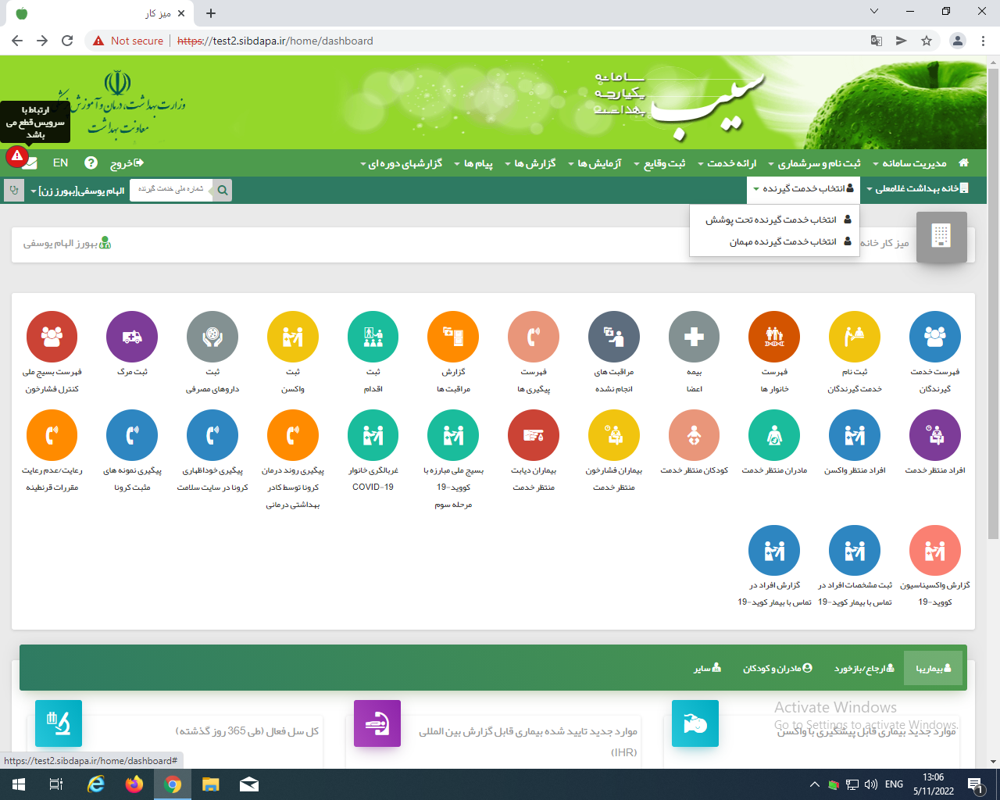 میز کار
Not secure
https://test2.sibdapa.ir/home/dashboard
سامانه
یکپارچه
بهداشت
سیب
وزارت بهداشت، درمان و آموزش پزشکی
معاونت بهداشت
ارتباط با
سرویس قطع می
باشد
مدیریت سامانه
ثبت نام و سرشماری
ارائه خدمت
ثبت وقایع
آزمایش ها
گزارش ها
پیام ها
گزارشهای دوره ای
خروج
EN
خانه بهداشت غلامعلی
انتخاب خدمت گیرنده
شماره ملی خدمت گیرنده
الهام یوسفی[بهورز زن]
انتخاب خدمت گیرنده تحت پوشش
انتخاب خدمت گیرنده مهمان
میز کار خانه
بهورز الهام یوسفی
فهرست خدمت
گیرندگان
ثبت نام
خدمت گیرندگان
فهرست
خانوار ها
بیمه
اعضا
مراقبت های
انجام نشده
فهرست
پیگیری ها
گزارش
مراقبت ها
ثبت
اقدام
ثبت
واکسن
ثبت
داروهای مصرفی
ثبت مرگ
فهرست بسیج ملی
کنترل فشارخون
افراد منتظر خدمت
افراد منتظر واکسن
مادران منتظر خدمت
کودکان منتظر خدمت
بیماران فشارخون
منتظر خدمت
بیماران دیابت
منتظر خدمت
بسیج ملی مبارزه با
کووید-19
مرحله سوم
غربالگری خانوار
COVID-19
پیگیری روند درمان
کرونا توسط کادر
بهداشتی درمانی
پیگیری خوداظهاری
کرونا در سایت سلامت
پیگیری نمونه های
مثبت کرونا
رعایت/عدم رعایت
مقررات قرنطینه
گزارش واکسیناسیون
کووید-19
ثبت مشخصات افراد در
تماس با بیمار کوید-19
گزارش افراد در
تماس با بیمار کوید-19
بیماریها
ارجاع/بازخورد
مادران و کودکان
سایر
موارد جدید بیماری قابل پیشگیری با واکسن
موارد جدید تایید شده بیماری قابل گزارش بین المللی
(IHR)
کل سل فعال (طی 365 روز گذشته)
Activate Windows
Go to Settings to activate Windows.
https://test2.sibdapa.ir/home/dashboard#
ENG
13:06
5/11/2022
1